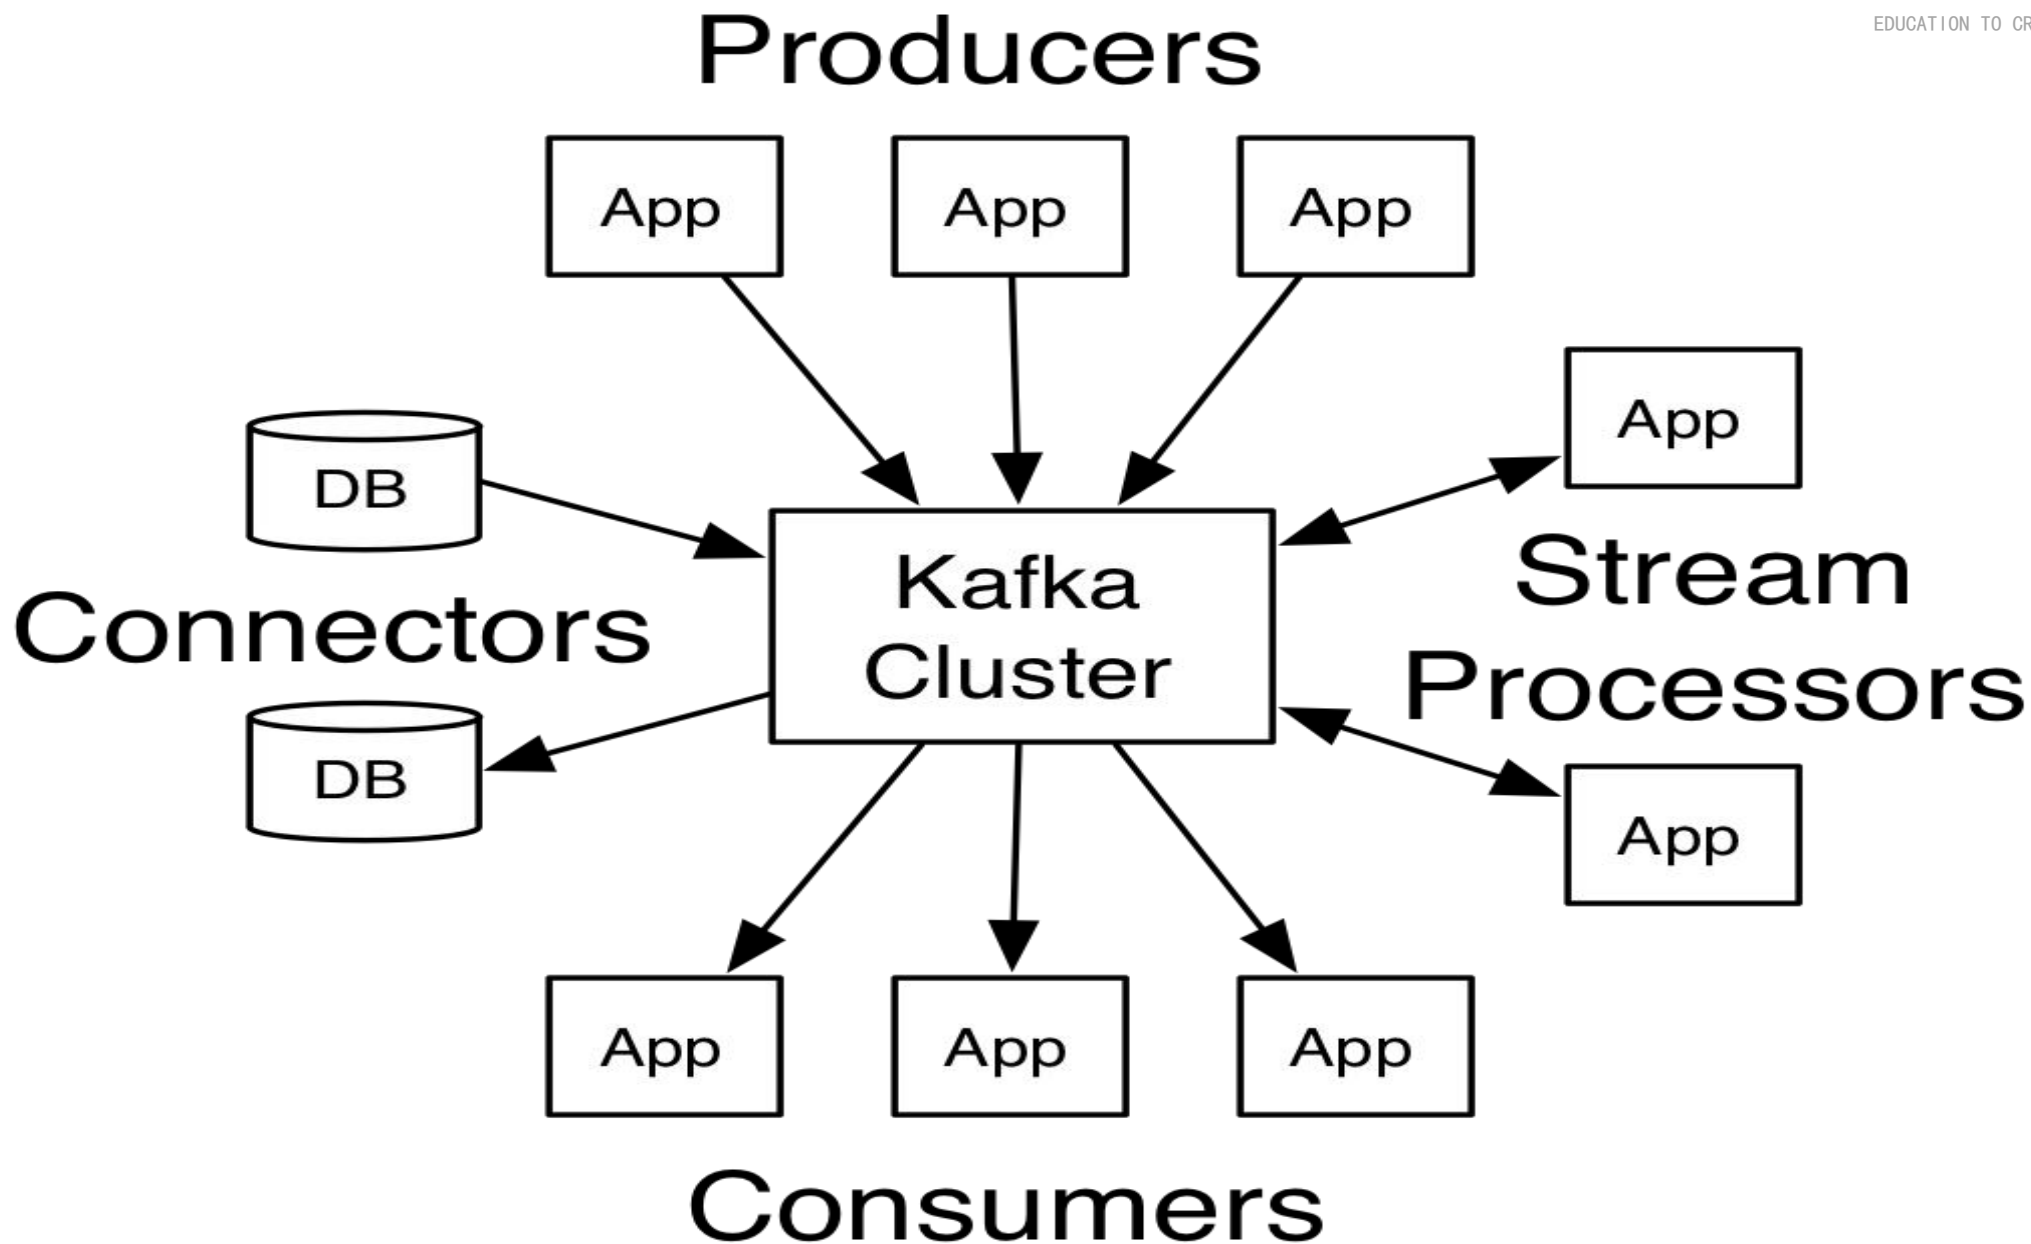 EDUCATION TO CR
Producers
App
App
App
App
DB
Kafka
Cluster
Stream
Processors
Connectors
DB
App
App
App
App
Consumers